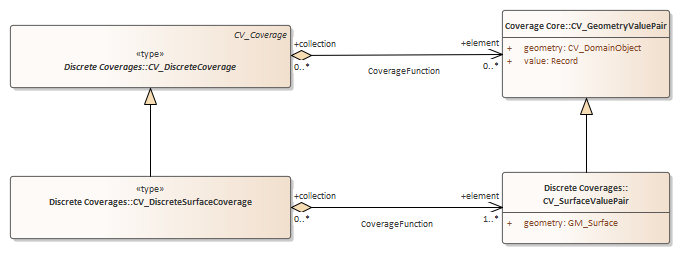 CV_Coverage
«type»
Discrete Coverages::CV_DiscreteCoverage
+collection
0..*
CoverageFunction
+element
0..*
Coverage Core::CV_GeometryValuePair
+ geometry: CV_DomainObject
+ value: Record
«type»
Discrete Coverages::CV_DiscreteSurfaceCoverage
+collection
0..*
CoverageFunction
+element
1..*
Discrete Coverages::
CV_SurfaceValuePair
+ geometry: GM_Surface